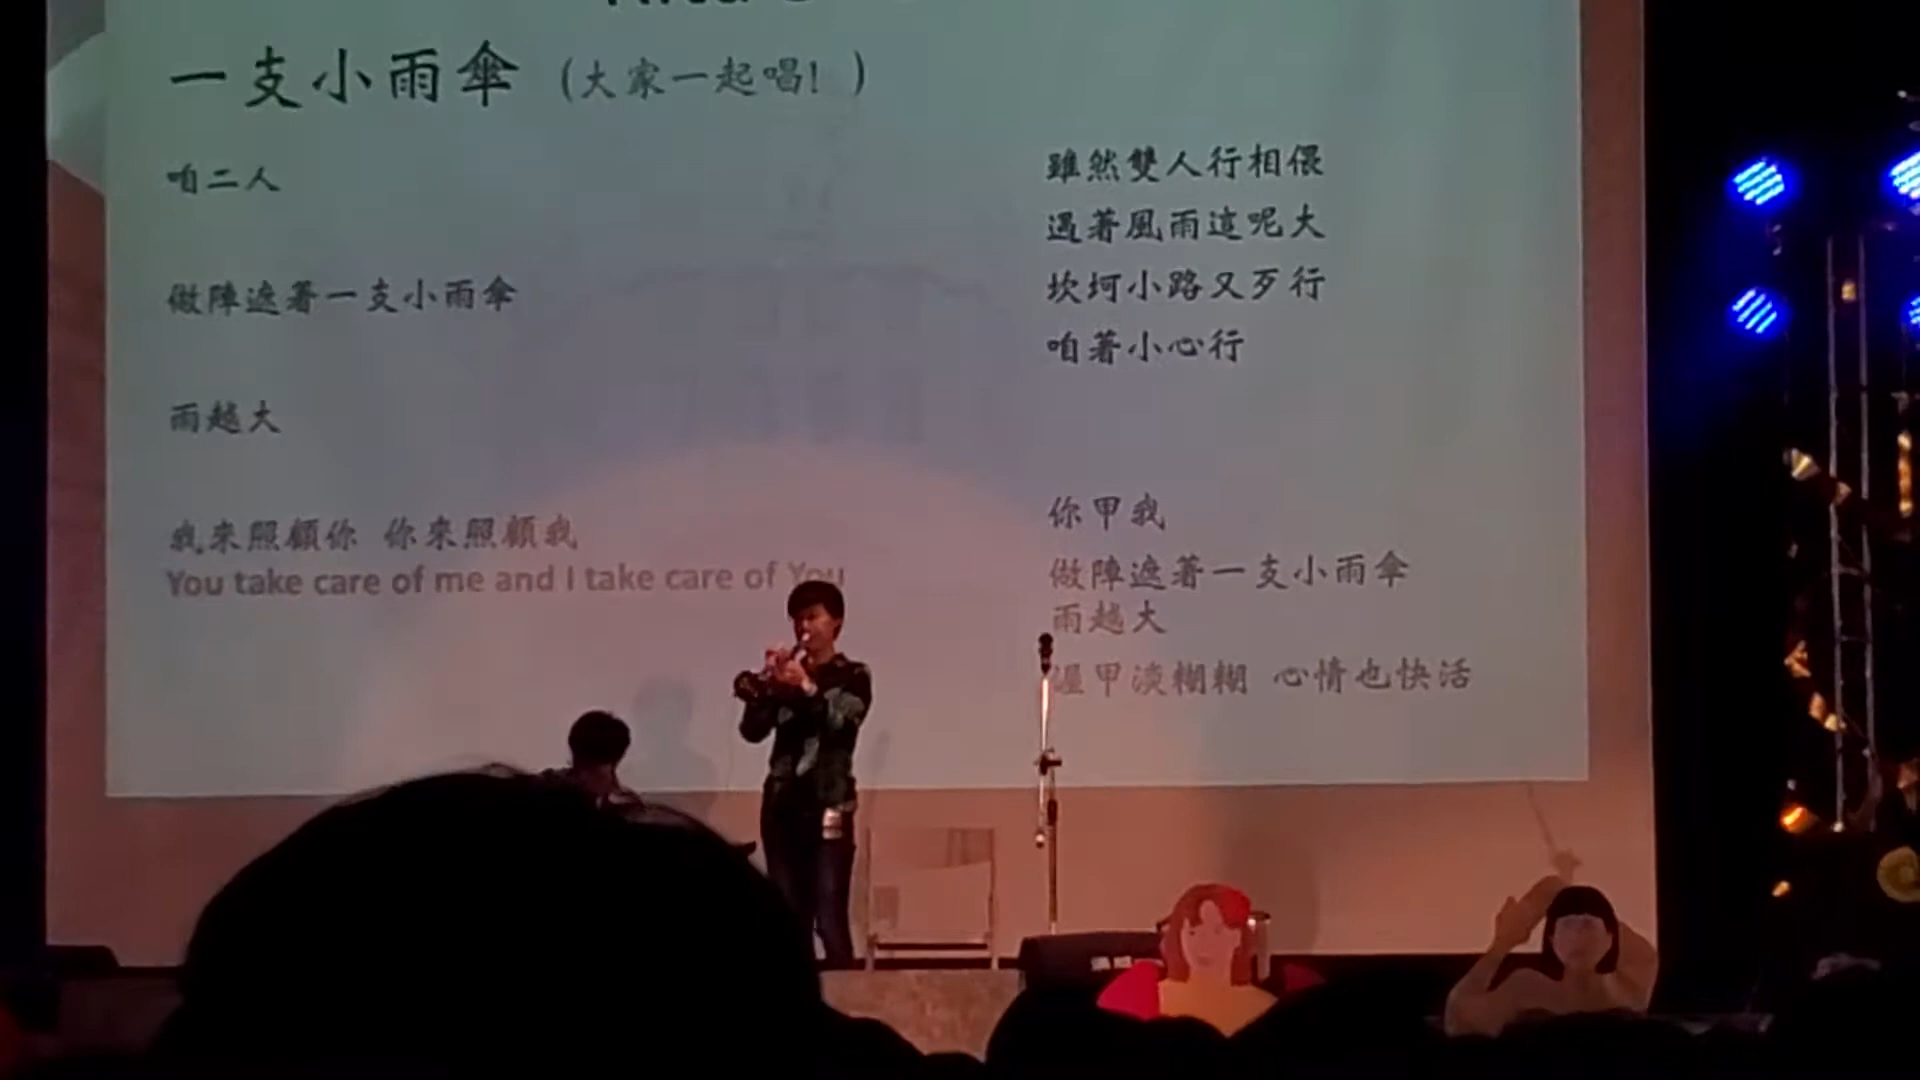 一支小雨傘 (大家一起唱! )
咱二人
做陣遮著一支小雨傘
雨越大
我來照顧你 你來照顧我
You take care of me and I take care of You
雖然雙人行相偎
遇著風雨這呢大
坎坷小路又歹行
咱著小心行
你甲我
做陣遮著一支小雨傘
雨越大
渥甲淡糊糊 心情也快活